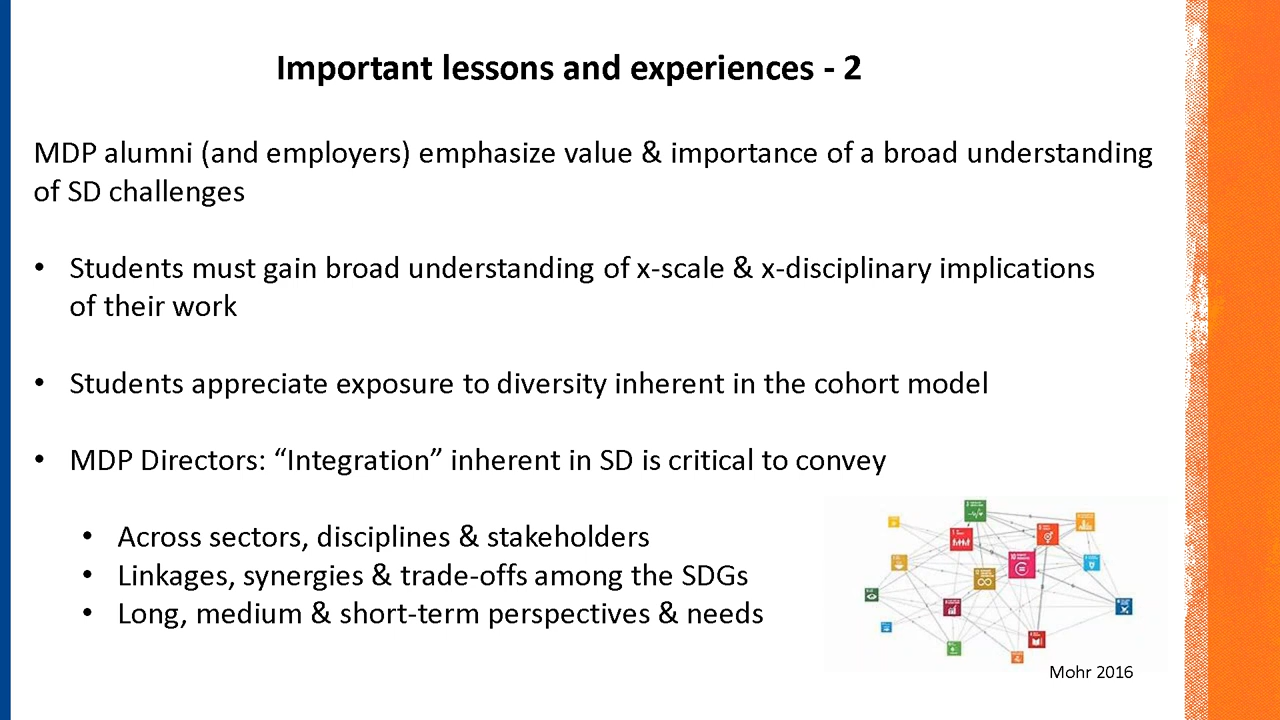 Important lessons and experiences - 2
MDP alumni (and employers) emphasize value & importance of a broad understanding
of SD challenges
• Students must gain broad understanding of x-scale & x-disciplinary implications
of their work
• Students appreciate exposure to diversity inherent in the cohort model
• MDP Directors: “Integration” inherent in SD is critical to convey
• Across sectors, disciplines & stakeholders
• Linkages, synergies & trade-offs among the SDGs
• Long, medium & short-term perspectives & needs
Mohr 2016